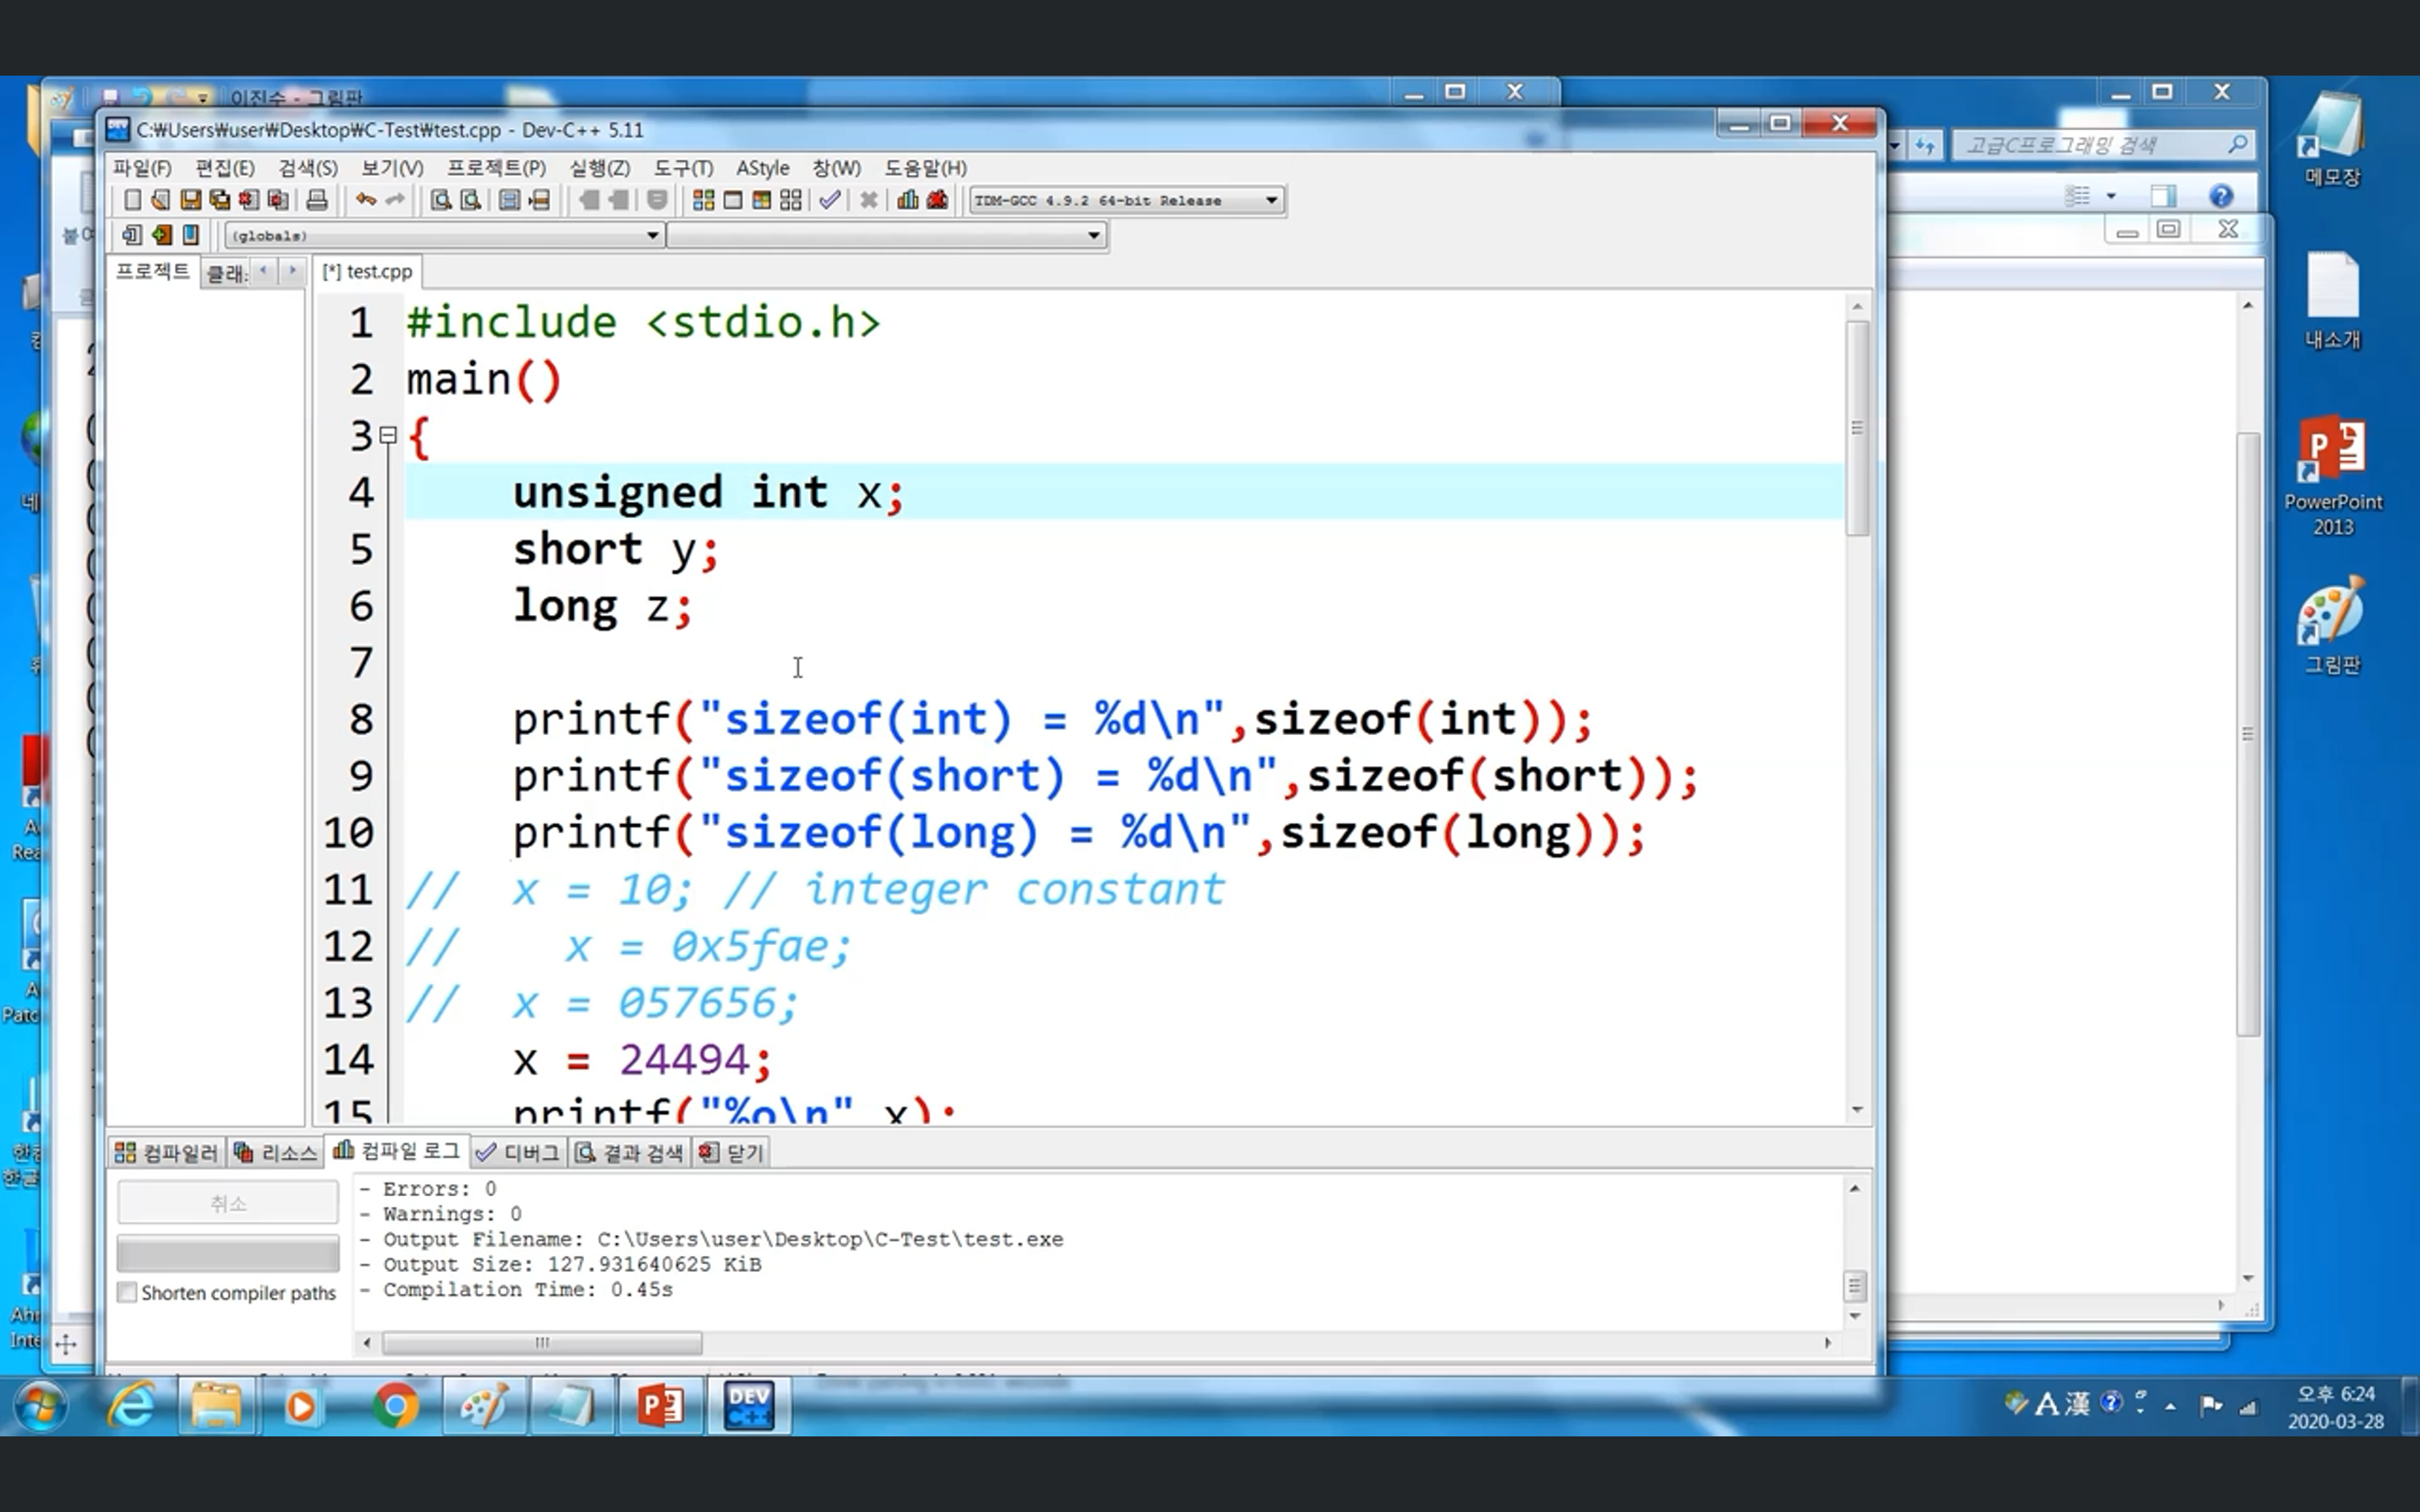 이진수 - 그림판
C:₩Users₩user₩Desktop₩C-Test₩test.cpp - Dev-C++ 5.11
고급C프로그래밍 검색
파일(F) 편집(E) 검색(S) 보기(V) 프로젝트(P) 실행(Z) 도구(T) AStyle 창(W) 도움말(H)
TDM-GCC 4.9.2 64-bit Release
(globals)
프로젝트 클래:
[*] test.cpp
1 #include <stdio.h>
2 main()
3 {
4 unsigned int x;
5 short y;
6 long z;
7
8 printf("sizeof(int) = %d\n",sizeof(int));
9 printf("sizeof(short) = %d\n",sizeof(short));
10 printf("sizeof(long) = %d\n",sizeof(long));
11 // x = 10; // integer constant
12 // x = 0x5fae;
13 // x = 057656;
14 x = 24494;
15 printf("%o\n" x);
컴파일러 리소스 컴파일 로그 디버그 결과 검색 닫기
취소
Shorten compiler paths
- Errors: 0
- Warnings: 0
- Output Filename: C:\Users\user\Desktop\C-Test\test.exe
- Output Size: 127.931640625 KiB
- Compilation Time: 0.45s
메모장
내소개
PowerPoint
2013
그림판
DEV
C++
A 漢
오후 6:24
2020-03-28